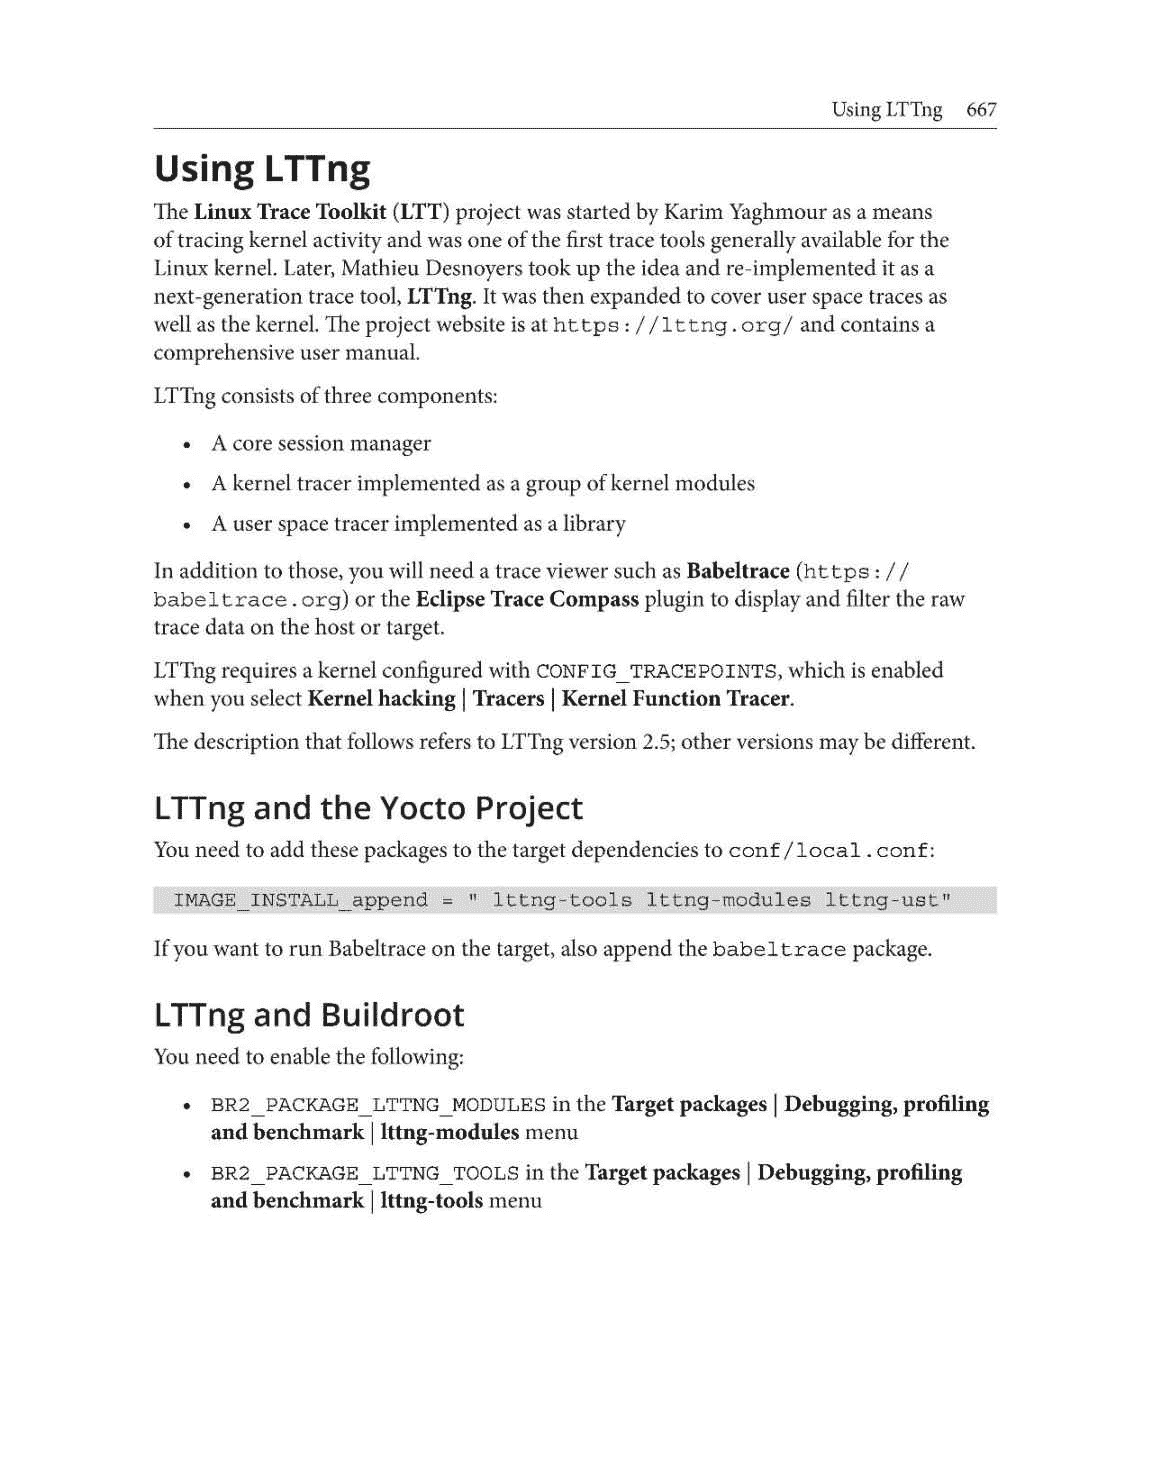 Using LTTng 667
Using LTTng
The Linux Trace Toolkit (LTT) project was started by Karim Yaghmour as a means
of tracing kernel activity and was one of the first trace tools generally available for the
Linux kernel. Later, Mathieu Desnoyers took up the idea and re-implemented it as a
next-generation trace tool, LTTng. It was then expanded to cover user space traces as
well as the kernel. The project website is at https://lttng.org/ and contains a
comprehensive user manual.
LTTng consists of three components:
• A core session manager
• A kernel tracer implemented as a group of kernel modules
• A user space tracer implemented as a library
In addition to those, you will need a trace viewer such as Babeltrace (https://
babeltrace.org) or the Eclipse Trace Compass plugin to display and filter the raw
trace data on the host or target.
LTTng requires a kernel configured with CONFIG_TRACEPOINTS, which is enabled
when you select Kernel hacking | Tracers | Kernel Function Tracer.
The description that follows refers to LTTng version 2.5; other versions may be different.
LTTng and the Yocto Project
You need to add these packages to the target dependencies to conf/local.conf:
IMAGE_INSTALL_append = " lttng-tools lttng-modules lttng-ust"
If you want to run Babeltrace on the target, also append the babeltrace package.
LTTng and Buildroot
You need to enable the following:
• BR2_PACKAGE_LTTNG_MODULES in the Target packages | Debugging, profiling
and benchmark | lttng-modules menu
• BR2_PACKAGE_LTTNG_TOOLS in the Target packages | Debugging, profiling
and benchmark | lttng-tools menu